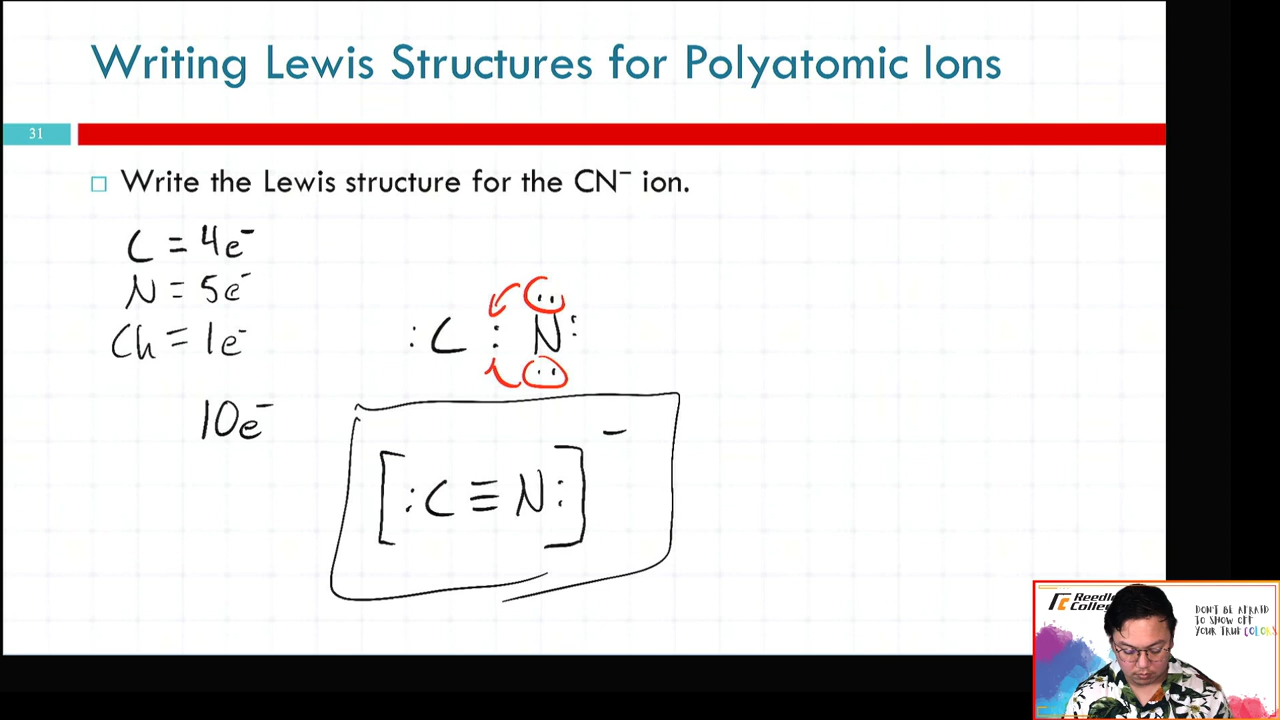 Writing Lewis Structures for Polyatomic Ions
31
Write the Lewis structure for the CN⁻ ion.
C = 4e⁻
N = 5e⁻
Ch = 1e⁻
10e⁻
:C : N:
[:C≡N:]⁻
College
DON'T BE AFRAID
TO SHOW OFF
YOUR TRUE COLORS